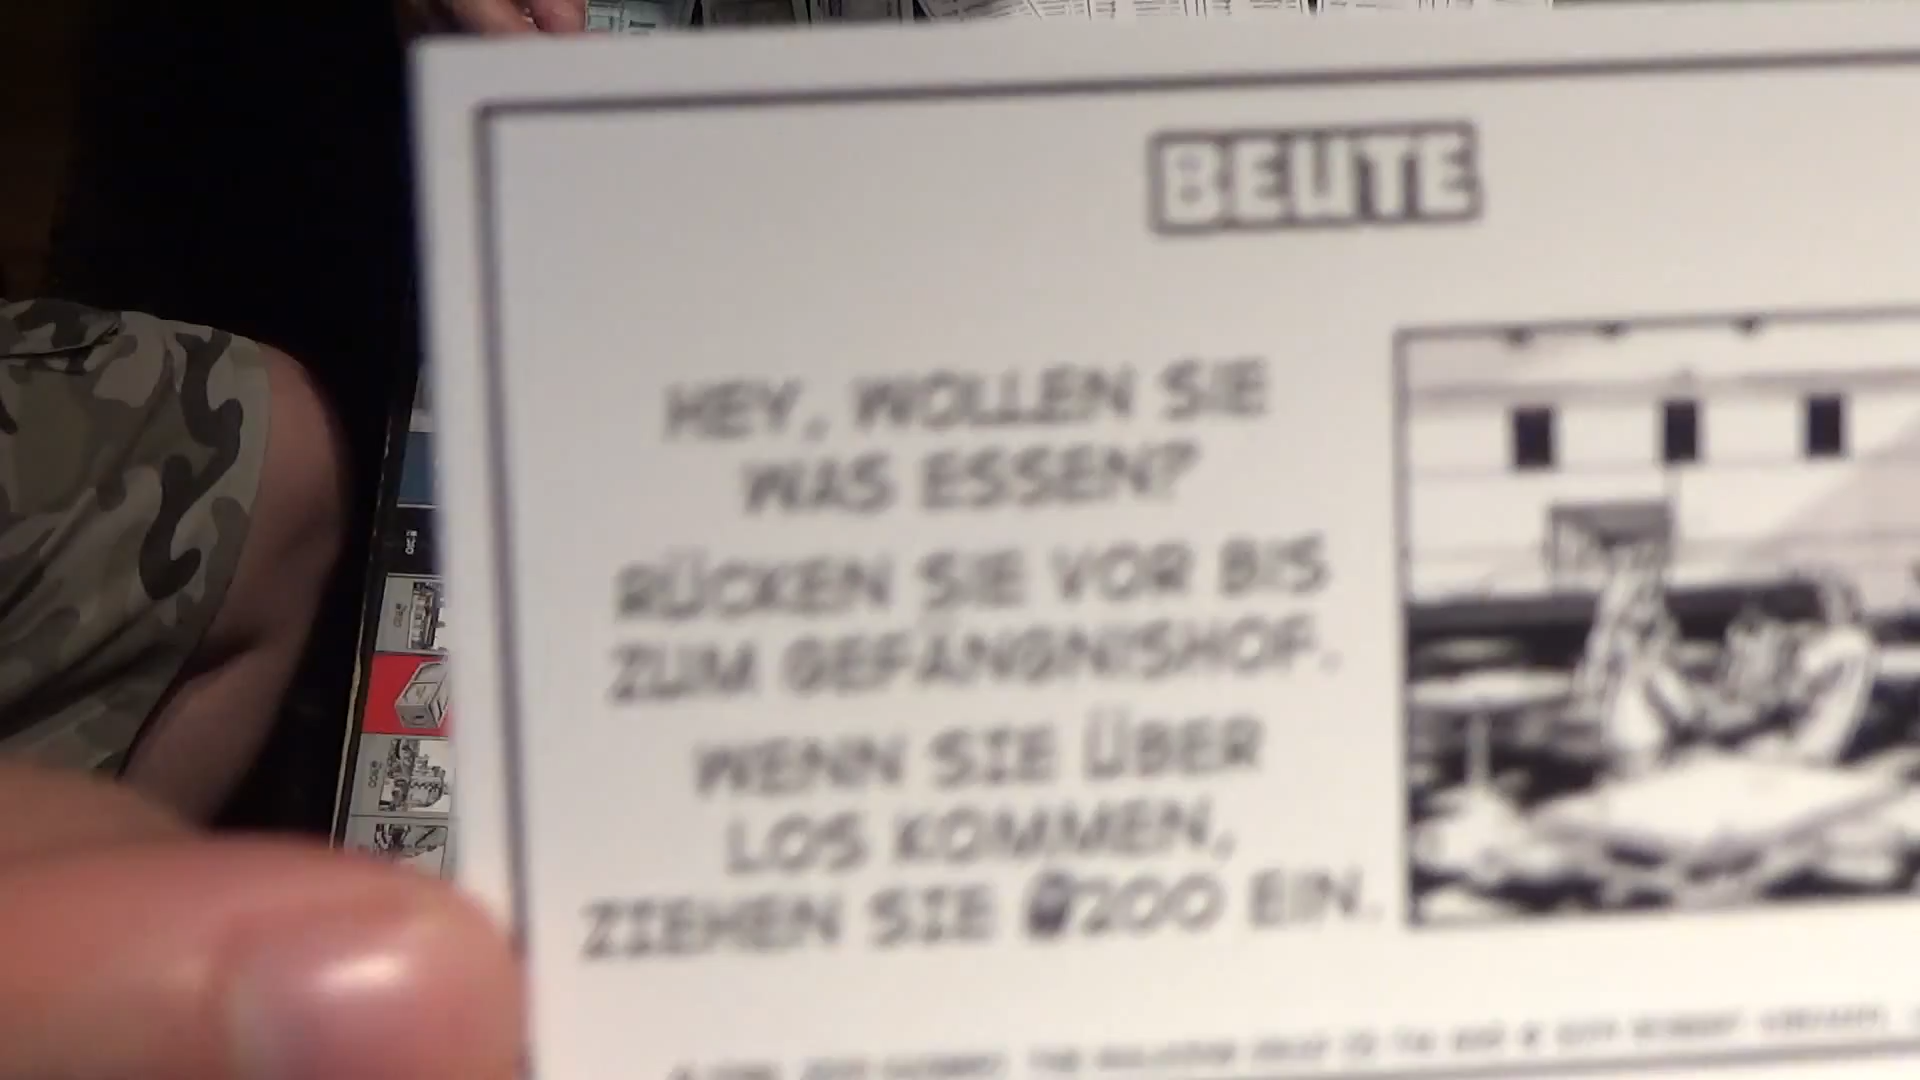 BEUTE
HEY, WOLLEN SIE
WAS ESSEN?
RÜCKEN SIE VOR BIS
ZUM GEFÄNGNISHOF.
WENN SIE ÜBER
LOS KOMMEN,
ZIEHEN SIE 200 EIN.